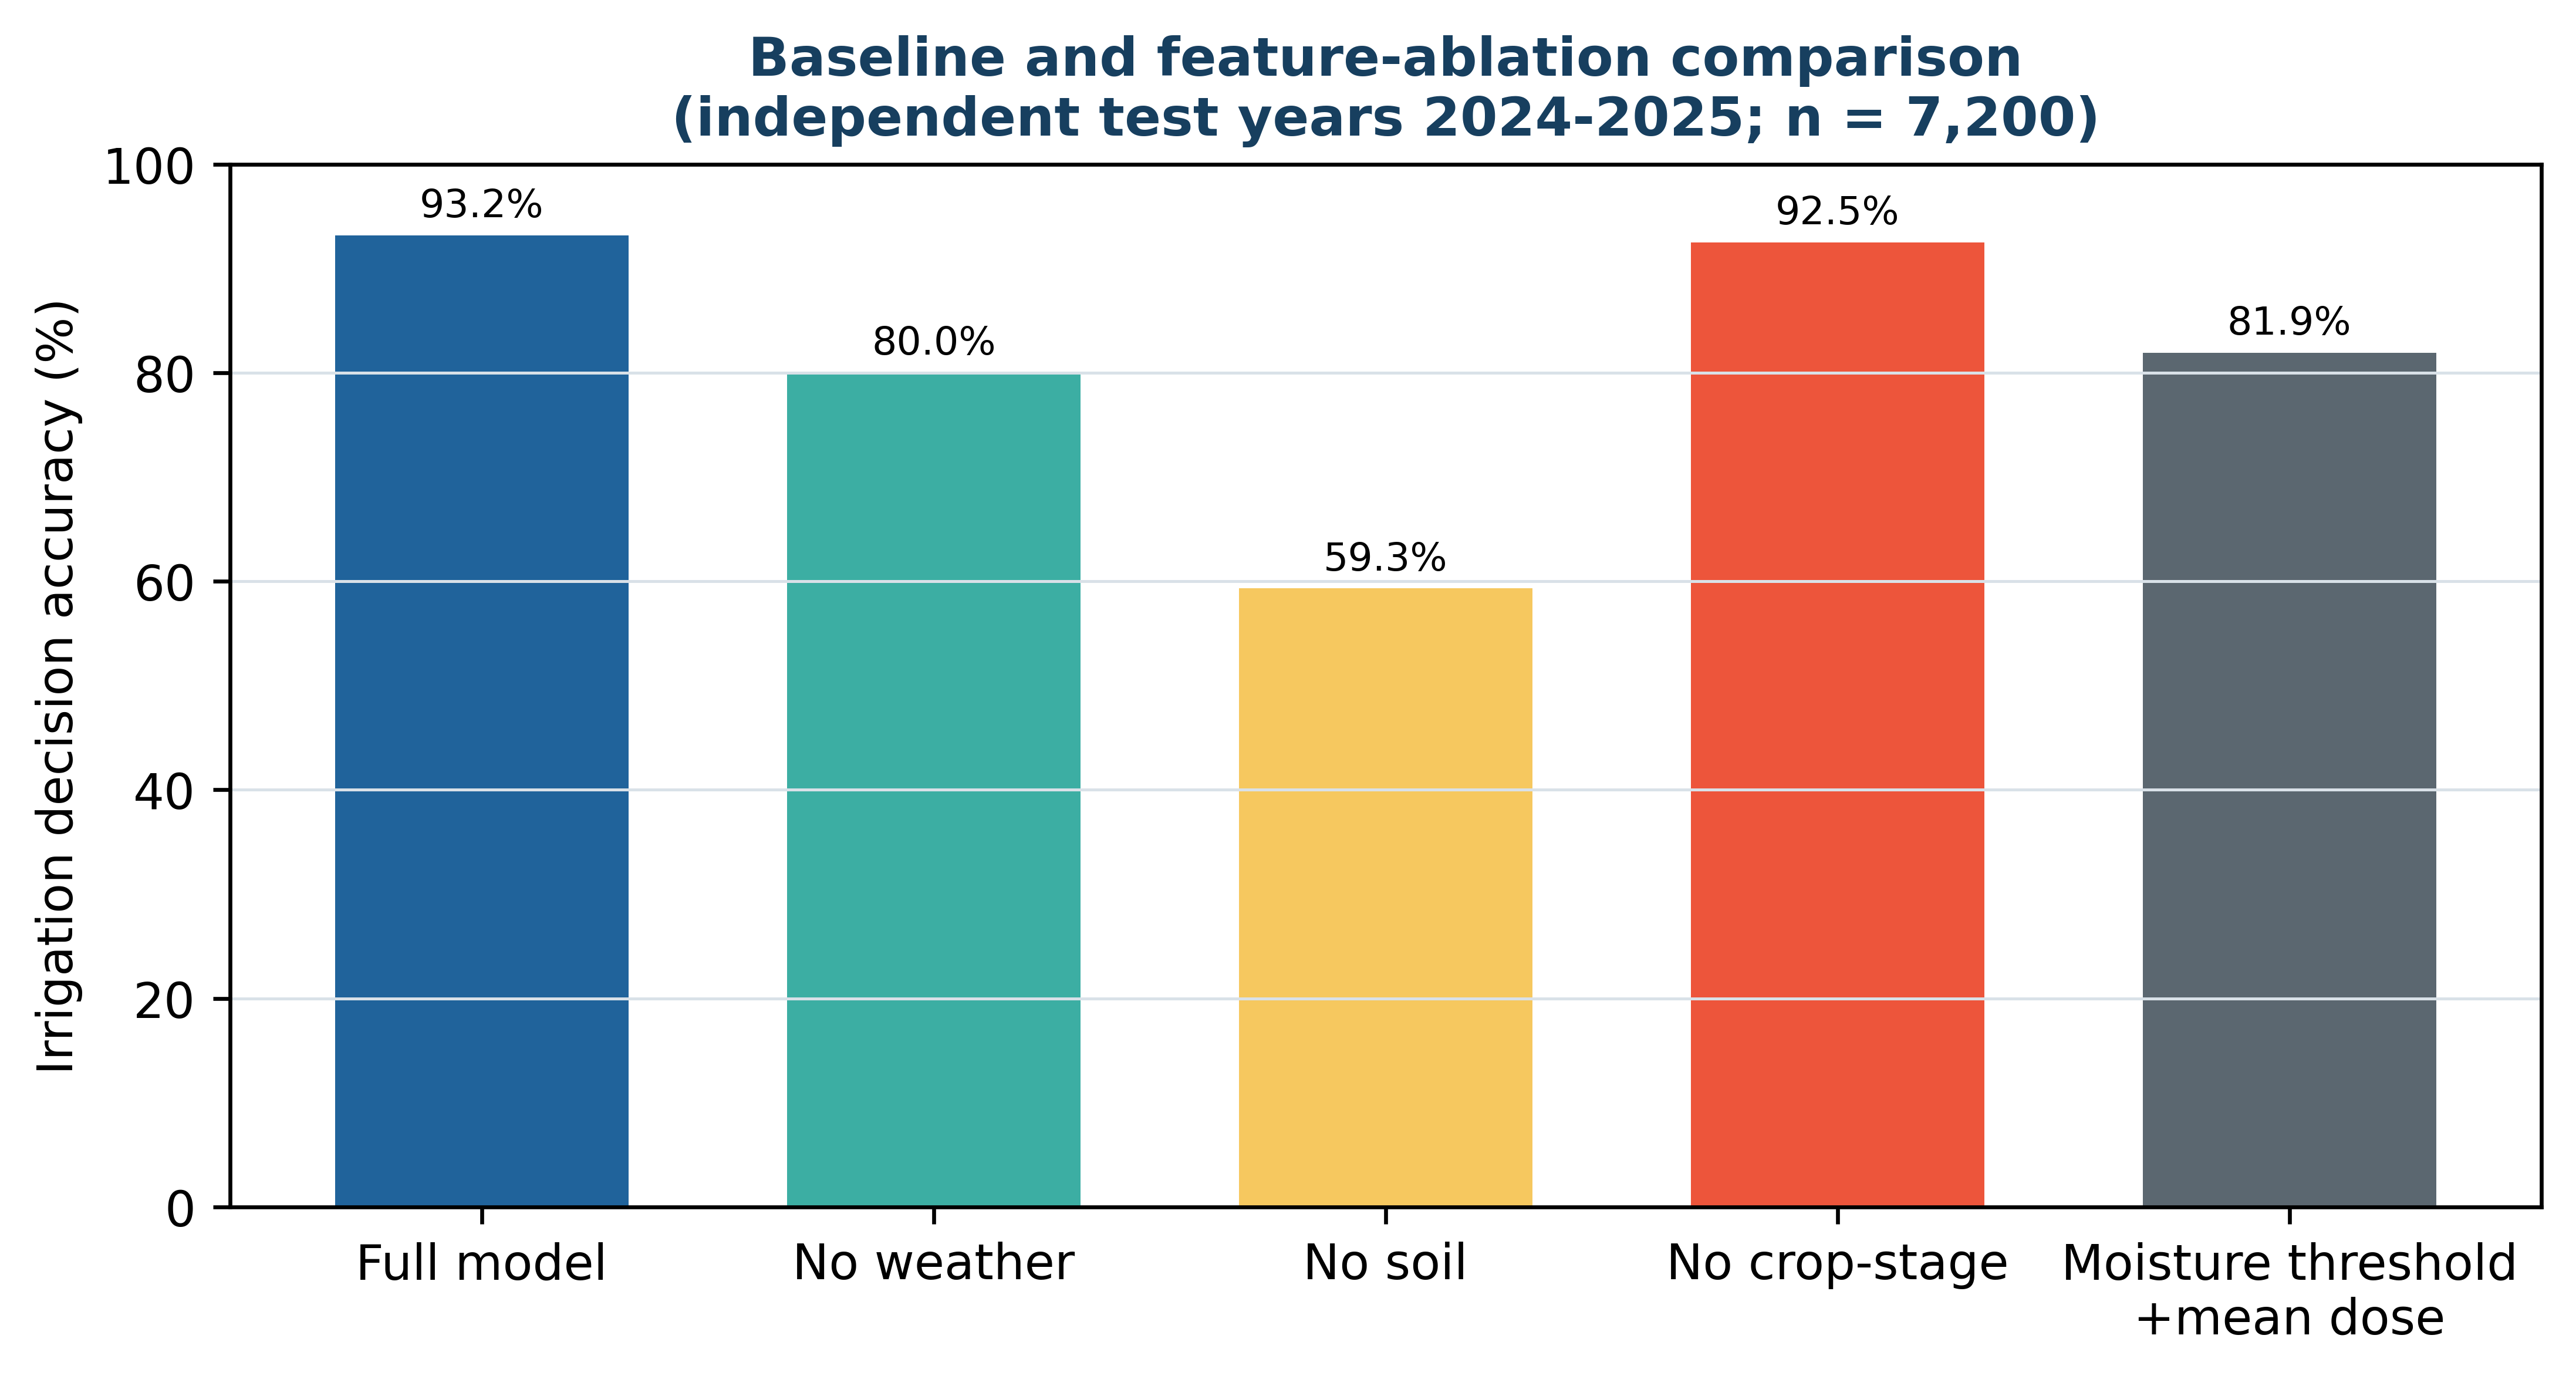 Baseline and feature-ablation comparison
(independent test years 2024-2025; n = 7,200)
Irrigation decision accuracy (%)
100
80
60
40
20
0
93.2%
80.0%
59.3%
92.5%
81.9%
Full model
No weather
No soil
No crop-stage
Moisture threshold
+mean dose